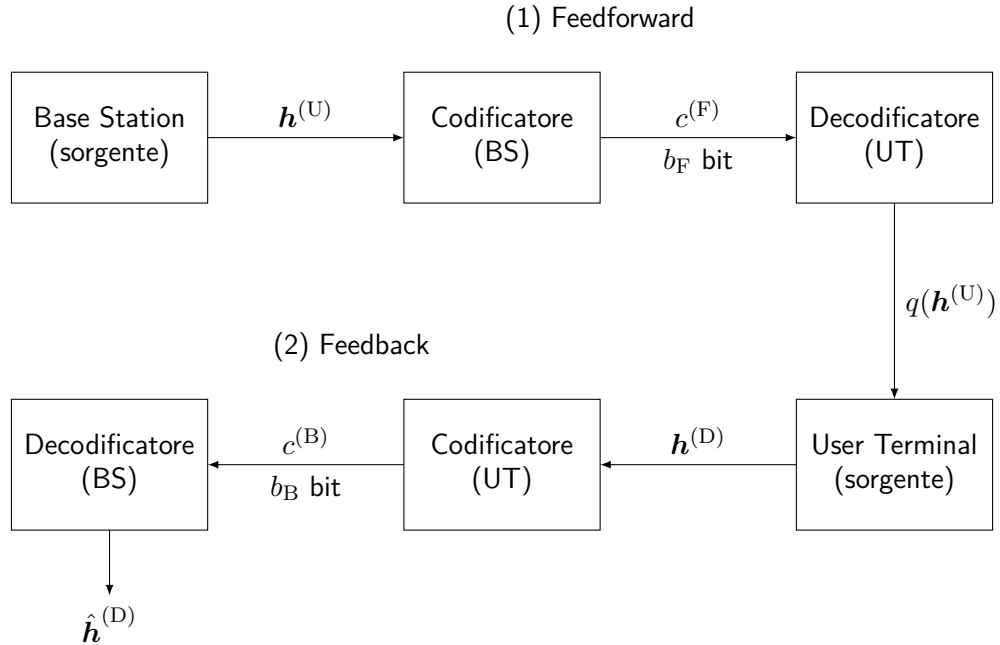 (1) Feedforward
Base Station
(sorgente)
h^(U)
Codificatore
(BS)
c^(F)
b_F bit
Decodificatore
(UT)
q(h^(U))
(2) Feedback
Decodificatore
(BS)
c^(B)
b_B bit
Codificatore
(UT)
h^(D)
User Terminal
(sorgente)
ĥ^(D)